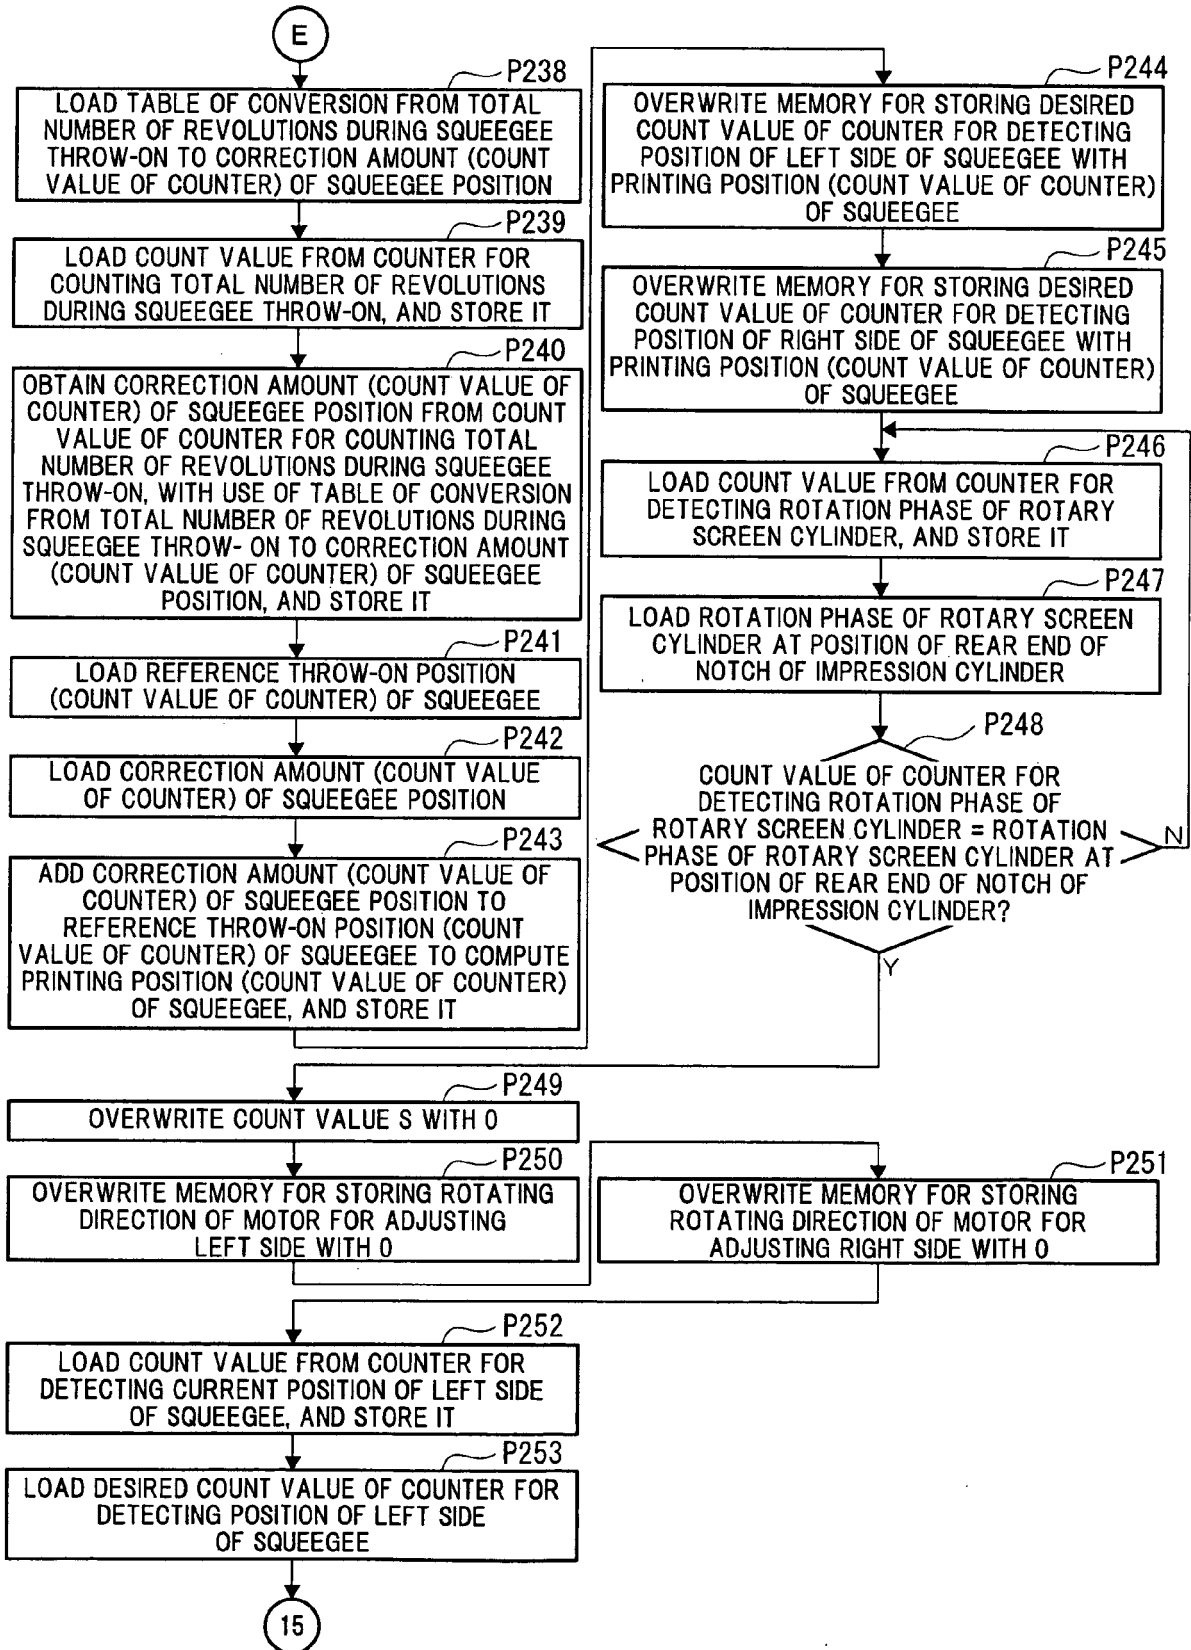 E
P238
LOAD TABLE OF CONVERSION FROM TOTAL
NUMBER OF REVOLUTIONS DURING SQUEEGEE
THROW-ON TO CORRECTION AMOUNT (COUNT
VALUE OF COUNTER) OF SQUEEGEE POSITION
P239
LOAD COUNT VALUE FROM COUNTER FOR
COUNTING TOTAL NUMBER OF REVOLUTIONS
DURING SQUEEGEE THROW-ON, AND STORE IT
P240
OBTAIN CORRECTION AMOUNT (COUNT VALUE OF
COUNTER) OF SQUEEGEE POSITION FROM COUNT
VALUE OF COUNTER FOR COUNTING TOTAL
NUMBER OF REVOLUTIONS DURING SQUEEGEE
THROW-ON, WITH USE OF TABLE OF CONVERSION
FROM TOTAL NUMBER OF REVOLUTIONS DURING
SQUEEGEE THROW- ON TO CORRECTION AMOUNT
(COUNT VALUE OF COUNTER) OF SQUEEGEE
POSITION, AND STORE IT
P241
LOAD REFERENCE THROW-ON POSITION
(COUNT VALUE OF COUNTER) OF SQUEEGEE
P242
LOAD CORRECTION AMOUNT (COUNT VALUE
OF COUNTER) OF SQUEEGEE POSITION
P243
ADD CORRECTION AMOUNT (COUNT VALUE OF
COUNTER) OF SQUEEGEE POSITION TO
REFERENCE THROW-ON POSITION (COUNT
VALUE OF COUNTER) OF SQUEEGEE TO COMPUTE
PRINTING POSITION (COUNT VALUE OF COUNTER)
OF SQUEEGEE, AND STORE IT
P244
OVERWRITE MEMORY FOR STORING DESIRED
COUNT VALUE OF COUNTER FOR DETECTING
POSITION OF LEFT SIDE OF SQUEEGEE WITH
PRINTING POSITION (COUNT VALUE OF COUNTER)
OF SQUEEGEE
P245
OVERWRITE MEMORY FOR STORING DESIRED
COUNT VALUE OF COUNTER FOR DETECTING
POSITION OF RIGHT SIDE OF SQUEEGEE WITH
PRINTING POSITION (COUNT VALUE OF COUNTER)
OF SQUEEGEE
P246
LOAD COUNT VALUE FROM COUNTER FOR
DETECTING ROTATION PHASE OF ROTARY
SCREEN CYLINDER, AND STORE IT
P247
LOAD ROTATION PHASE OF ROTARY SCREEN
CYLINDER AT POSITION OF REAR END OF
NOTCH OF IMPRESSION CYLINDER
P248
COUNT VALUE OF COUNTER FOR
DETECTING ROTATION PHASE OF
ROTARY SCREEN CYLINDER = ROTATION
PHASE OF ROTARY SCREEN CYLINDER AT
POSITION OF REAR END OF NOTCH OF
IMPRESSION CYLINDER?
N
Y
P249
OVERWRITE COUNT VALUE S WITH 0
P250
OVERWRITE MEMORY FOR STORING ROTATING
DIRECTION OF MOTOR FOR ADJUSTING
LEFT SIDE WITH 0
P251
OVERWRITE MEMORY FOR STORING
ROTATING DIRECTION OF MOTOR FOR
ADJUSTING RIGHT SIDE WITH 0
P252
LOAD COUNT VALUE FROM COUNTER FOR
DETECTING CURRENT POSITION OF LEFT SIDE
OF SQUEEGEE, AND STORE IT
P253
LOAD DESIRED COUNT VALUE OF COUNTER FOR
DETECTING POSITION OF LEFT SIDE
OF SQUEEGEE
15